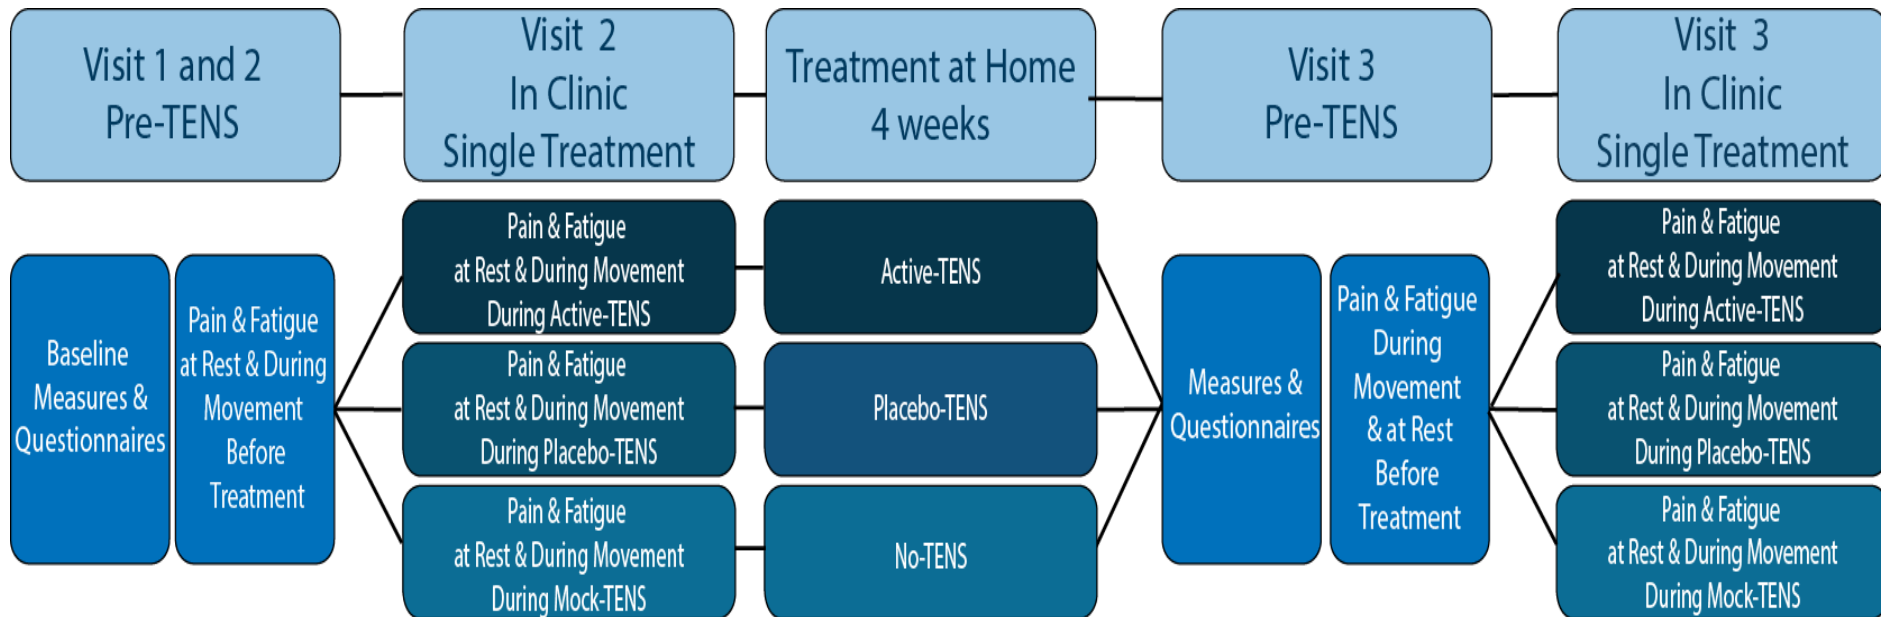 Visit 1 and 2
Pre-TENS
Visit 2
In Clinic
Single Treatment
Treatment at Home
4 weeks
Visit 3
Pre-TENS
Visit 3
In Clinic
Single Treatment
Baseline
Measures &
Questionnaires
Pain & Fatigue
at Rest & During
Movement
Before
Treatment
Pain & Fatigue
at Rest & During Movement
During Active-TENS
Pain & Fatigue
at Rest & During Movement
During Placebo-TENS
Pain & Fatigue
at Rest & During Movement
During Mock-TENS
Active-TENS
Placebo-TENS
No-TENS
Measures &
Questionnaires
Pain & Fatigue
During
Movement
& at Rest
Before
Treatment
Pain & Fatigue
at Rest & During Movement
During Active-TENS
Pain & Fatigue
at Rest & During Movement
During Placebo-TENS
Pain & Fatigue
at Rest & During Movement
During Mock-TENS